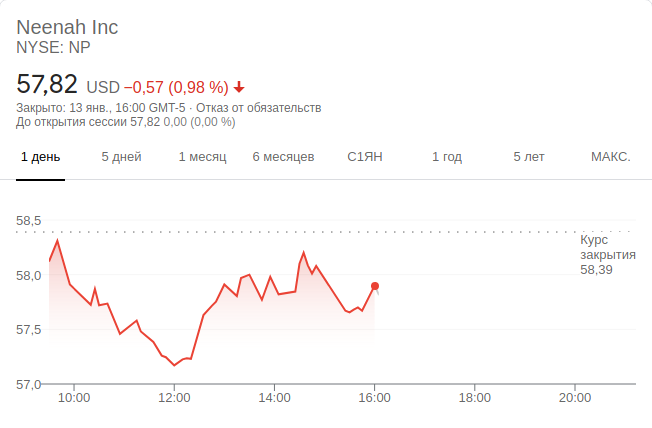 Neenah Inc
NYSE: NP
57,82 USD −0,57 (0,98 %)
Закрыто: 13 янв., 16:00 GMT-5 · Отказ от обязательств
До открытия сессии 57,82 0,00 (0,00 %)
1 день 5 дней 1 месяц 6 месяцев С1ЯН 1 год 5 лет МАКС.
58,5
Курс
закрытия
58,39
58,0
57,5
57,0
10:00 12:00 14:00 16:00 18:00 20:00